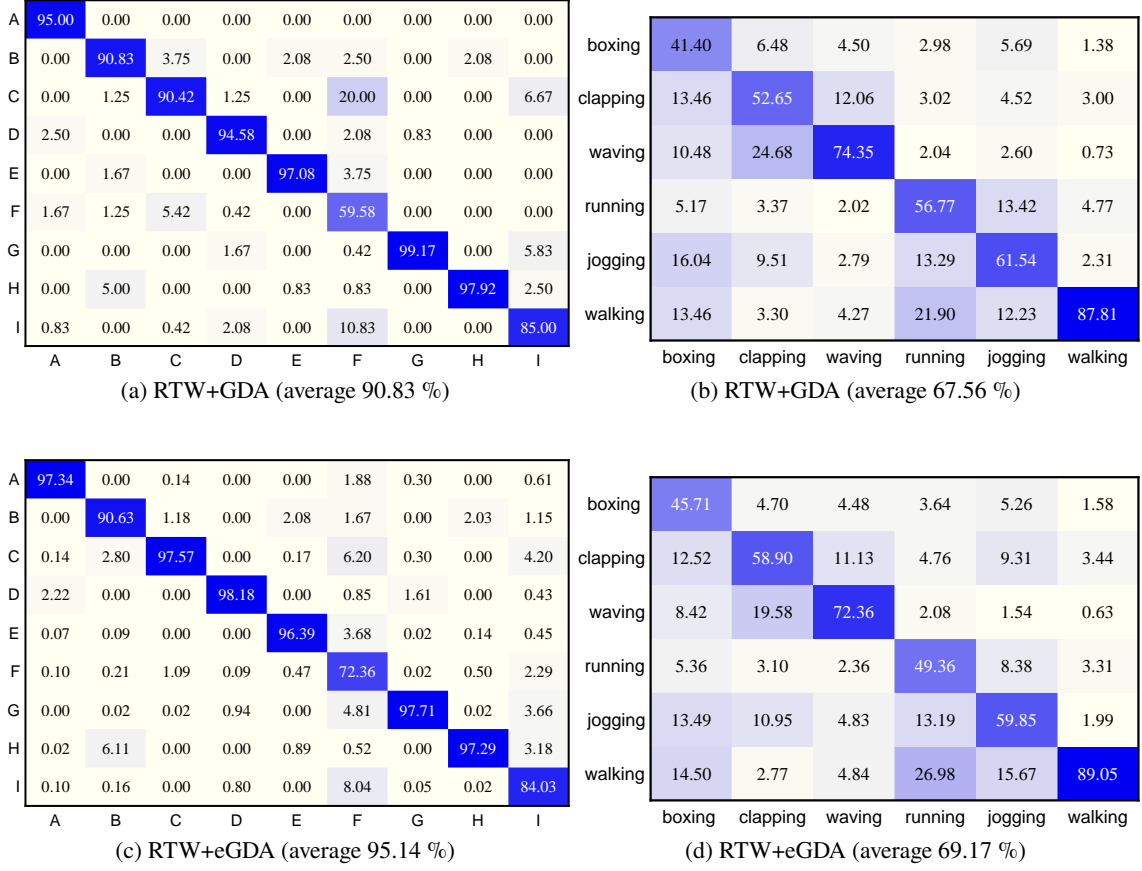 A 95.00 0.00 0.00 0.00 0.00 0.00 0.00 0.00 0.00
B 0.00 90.83 3.75 0.00 2.08 2.50 0.00 2.08 0.00
C 0.00 1.25 90.42 1.25 0.00 20.00 0.00 0.00 6.67
D 2.50 0.00 0.00 94.58 0.00 2.08 0.83 0.00 0.00
E 0.00 1.67 0.00 0.00 97.08 3.75 0.00 0.00 0.00
F 1.67 1.25 5.42 0.42 0.00 59.58 0.00 0.00 0.00
G 0.00 0.00 0.00 1.67 0.00 0.42 99.17 0.00 5.83
H 0.00 5.00 0.00 0.00 0.83 0.83 0.00 97.92 2.50
I 0.83 0.00 0.42 2.08 0.00 10.83 0.00 0.00 85.00
A B C D E F G H I
(a) RTW+GDA (average 90.83 %)
boxing 41.40 6.48 4.50 2.98 5.69 1.38
clapping 13.46 52.65 12.06 3.02 4.52 3.00
waving 10.48 24.68 74.35 2.04 2.60 0.73
running 5.17 3.37 2.02 56.77 13.42 4.77
jogging 16.04 9.51 2.79 13.29 61.54 2.31
walking 13.46 3.30 4.27 21.90 12.23 87.81
boxing clapping waving running jogging walking
(b) RTW+GDA (average 67.56 %)
A 97.34 0.00 0.14 0.00 0.00 1.88 0.30 0.00 0.61
B 0.00 90.63 1.18 0.00 2.08 1.67 0.00 2.03 1.15
C 0.14 2.80 97.57 0.00 0.17 6.20 0.30 0.00 4.20
D 2.22 0.00 0.00 98.18 0.00 0.85 1.61 0.00 0.43
E 0.07 0.09 0.00 0.00 96.39 3.68 0.02 0.14 0.45
F 0.10 0.21 1.09 0.09 0.47 72.36 0.02 0.50 2.29
G 0.00 0.02 0.02 0.94 0.00 4.81 97.71 0.02 3.66
H 0.02 6.11 0.00 0.00 0.89 0.52 0.00 97.29 3.18
I 0.10 0.16 0.00 0.80 0.00 8.04 0.05 0.02 84.03
A B C D E F G H I
(c) RTW+eGDA (average 95.14 %)
boxing 45.71 4.70 4.48 3.64 5.26 1.58
clapping 12.52 58.90 11.13 4.76 9.31 3.44
waving 8.42 19.58 72.36 2.08 1.54 0.63
running 5.36 3.10 2.36 49.36 8.38 3.31
jogging 13.49 10.95 4.83 13.19 59.85 1.99
walking 14.50 2.77 4.84 26.98 15.67 89.05
boxing clapping waving running jogging walking
(d) RTW+eGDA (average 69.17 %)